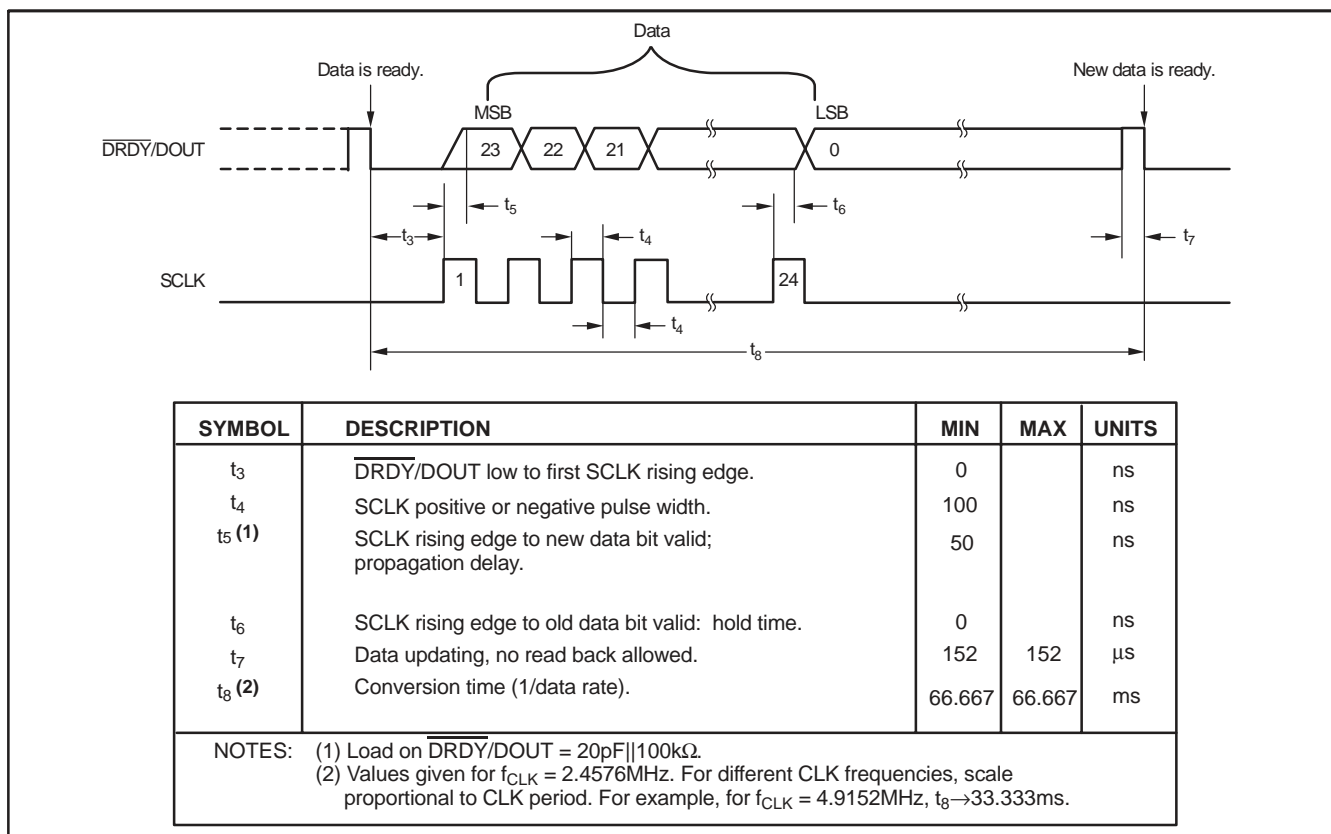 Data
Data is ready.
New data is ready.
MSB
LSB
DRDY/DOUT
23
22
21
0
t5
t6
t3
t4
t7
SCLK
1
24
t4
t8
SYMBOL DESCRIPTION MIN MAX UNITS
t3 DRDY/DOUT low to first SCLK rising edge. 0 ns
t4 SCLK positive or negative pulse width. 100 ns
t5 (1) SCLK rising edge to new data bit valid; 50 ns
propagation delay.
t6 SCLK rising edge to old data bit valid: hold time. 0 ns
t7 Data updating, no read back allowed. 152 152 μs
t8 (2) Conversion time (1/data rate). 66.667 66.667 ms
NOTES: (1) Load on DRDY/DOUT = 20pF||100kΩ.
(2) Values given for fCLK = 2.4576MHz. For different CLK frequencies, scale
proportional to CLK period. For example, for fCLK = 4.9152MHz, t8→33.333ms.